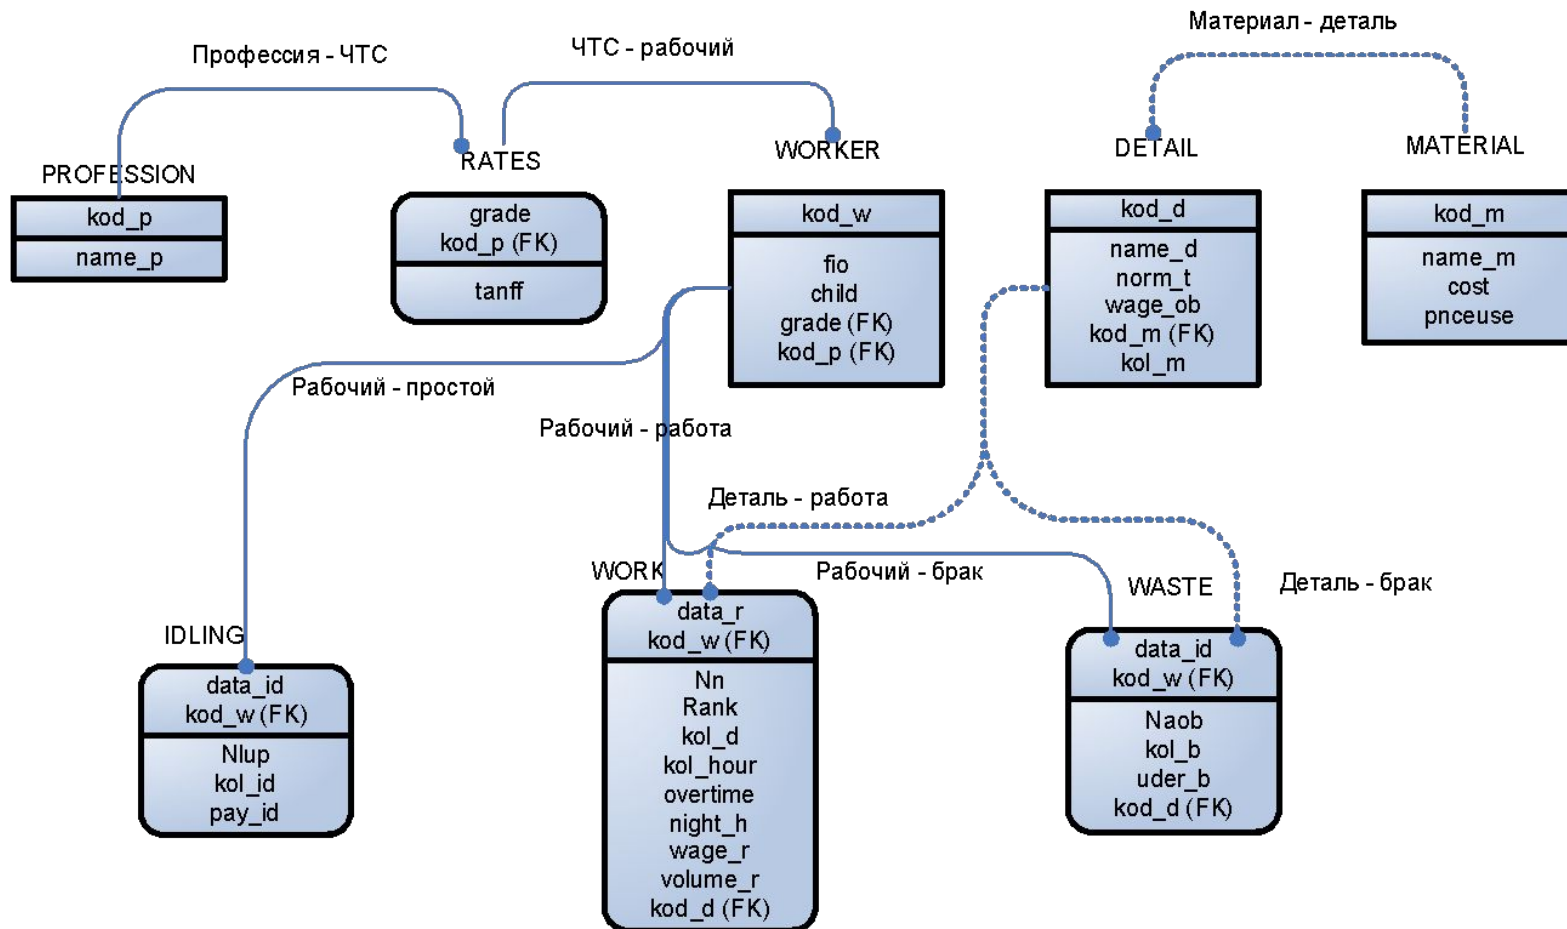 Материал - деталь
Профессия - ЧТС
ЧТС - рабочий
PROFESSION
RATES
WORKER
DETAIL
MATERIAL
kod_p
name_p
grade
kod_p (FK)
tanff
kod_w
fio
child
grade (FK)
kod_p (FK)
kod_d
name_d
norm_t
wage_ob
kod_m (FK)
kol_m
kod_m
name_m
cost
pnceuse
Рабочий - простой
Рабочий - работа
Деталь - работа
Рабочий - брак
Деталь - брак
IDLING
data_id
kod_w (FK)
Nlup
kol_id
pay_id
WORK
data_r
kod_w (FK)
Nn
Rank
kol_d
kol_hour
overtime
night_h
wage_r
volume_r
kod_d (FK)
WASTE
data_id
kod_w (FK)
Naob
kol_b
uder_b
kod_d (FK)